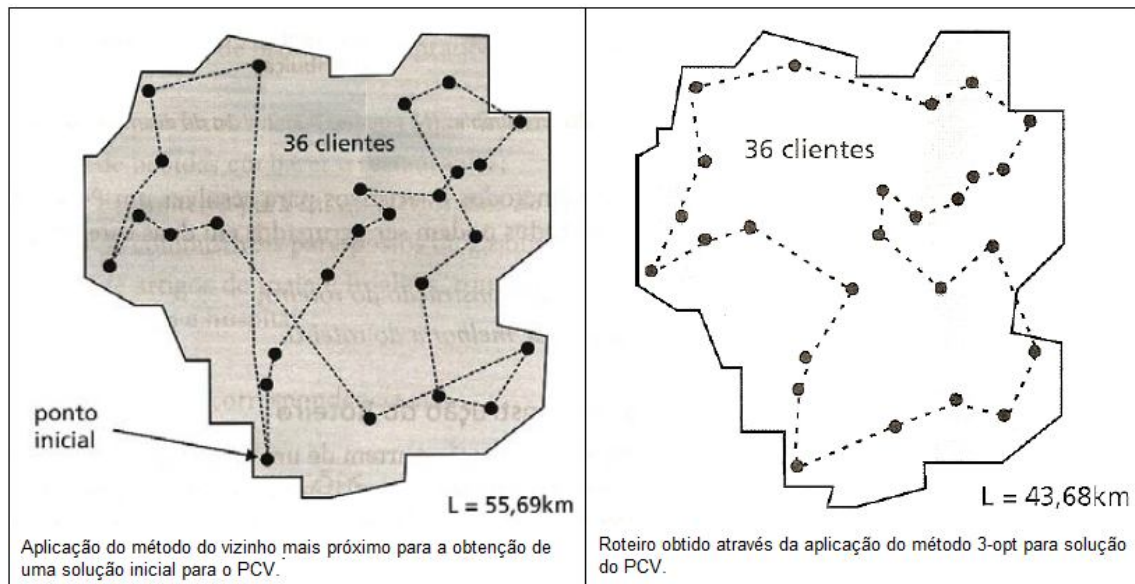 36 clientes
ponto
inicial
L = 55,69km
Aplicação do método do vizinho mais próximo para a obtenção de
uma solução inicial para o PCV.
36 clientes
L = 43,68km
Roteiro obtido através da aplicação do método 3-opt para solução
do PCV.